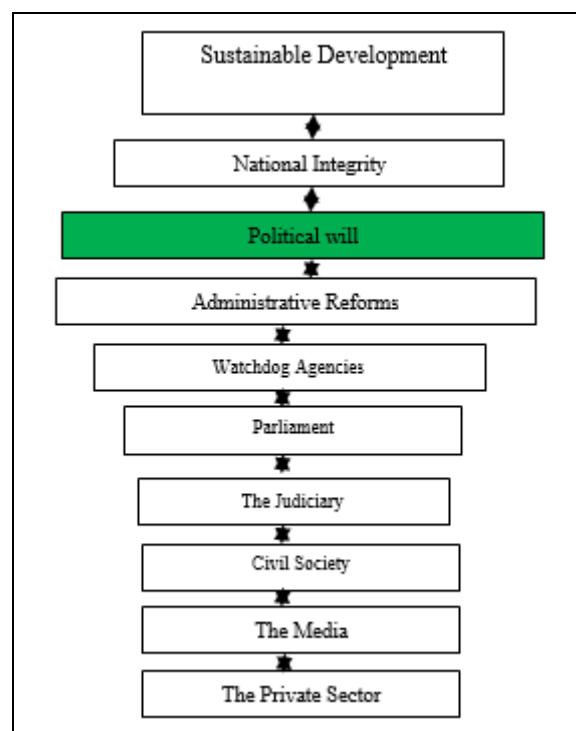 Sustainable Development
National Integrity
Political will
Administrative Reforms
Watchdog Agencies
Parliament
The Judiciary
Civil Society
The Media
The Private Sector